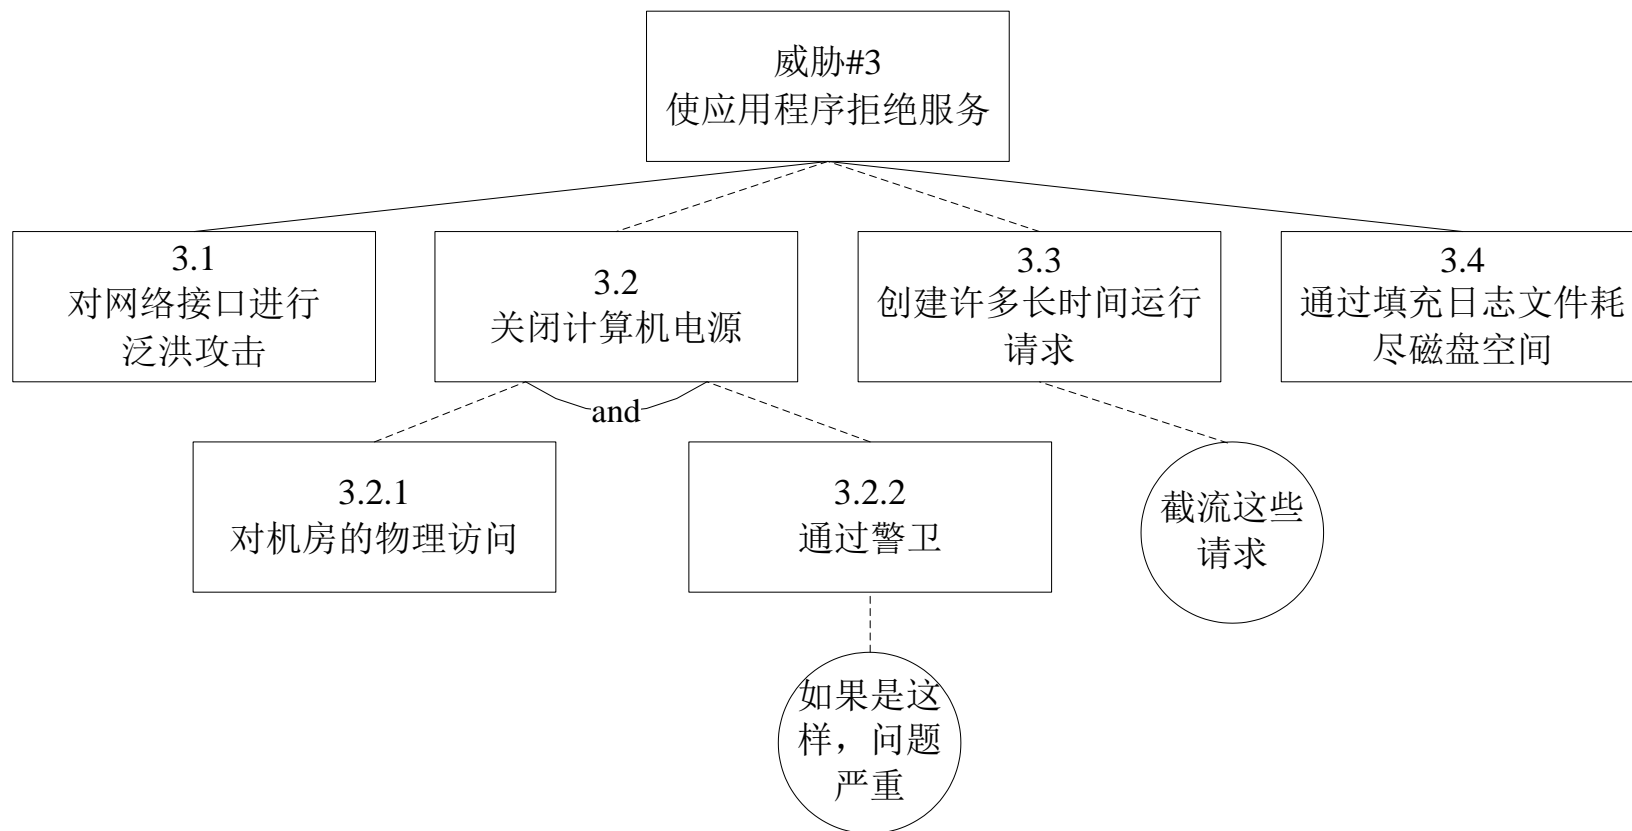 威胁#3
使应用程序拒绝服务
3.1
对网络接口进行
泛洪攻击
3.2
关闭计算机电源
3.3
创建许多长时间运行
请求
3.4
通过填充日志文件耗
尽磁盘空间
and
3.2.1
对机房的物理访问
3.2.2
通过警卫
截流这些
请求
如果是这
样，问题
严重